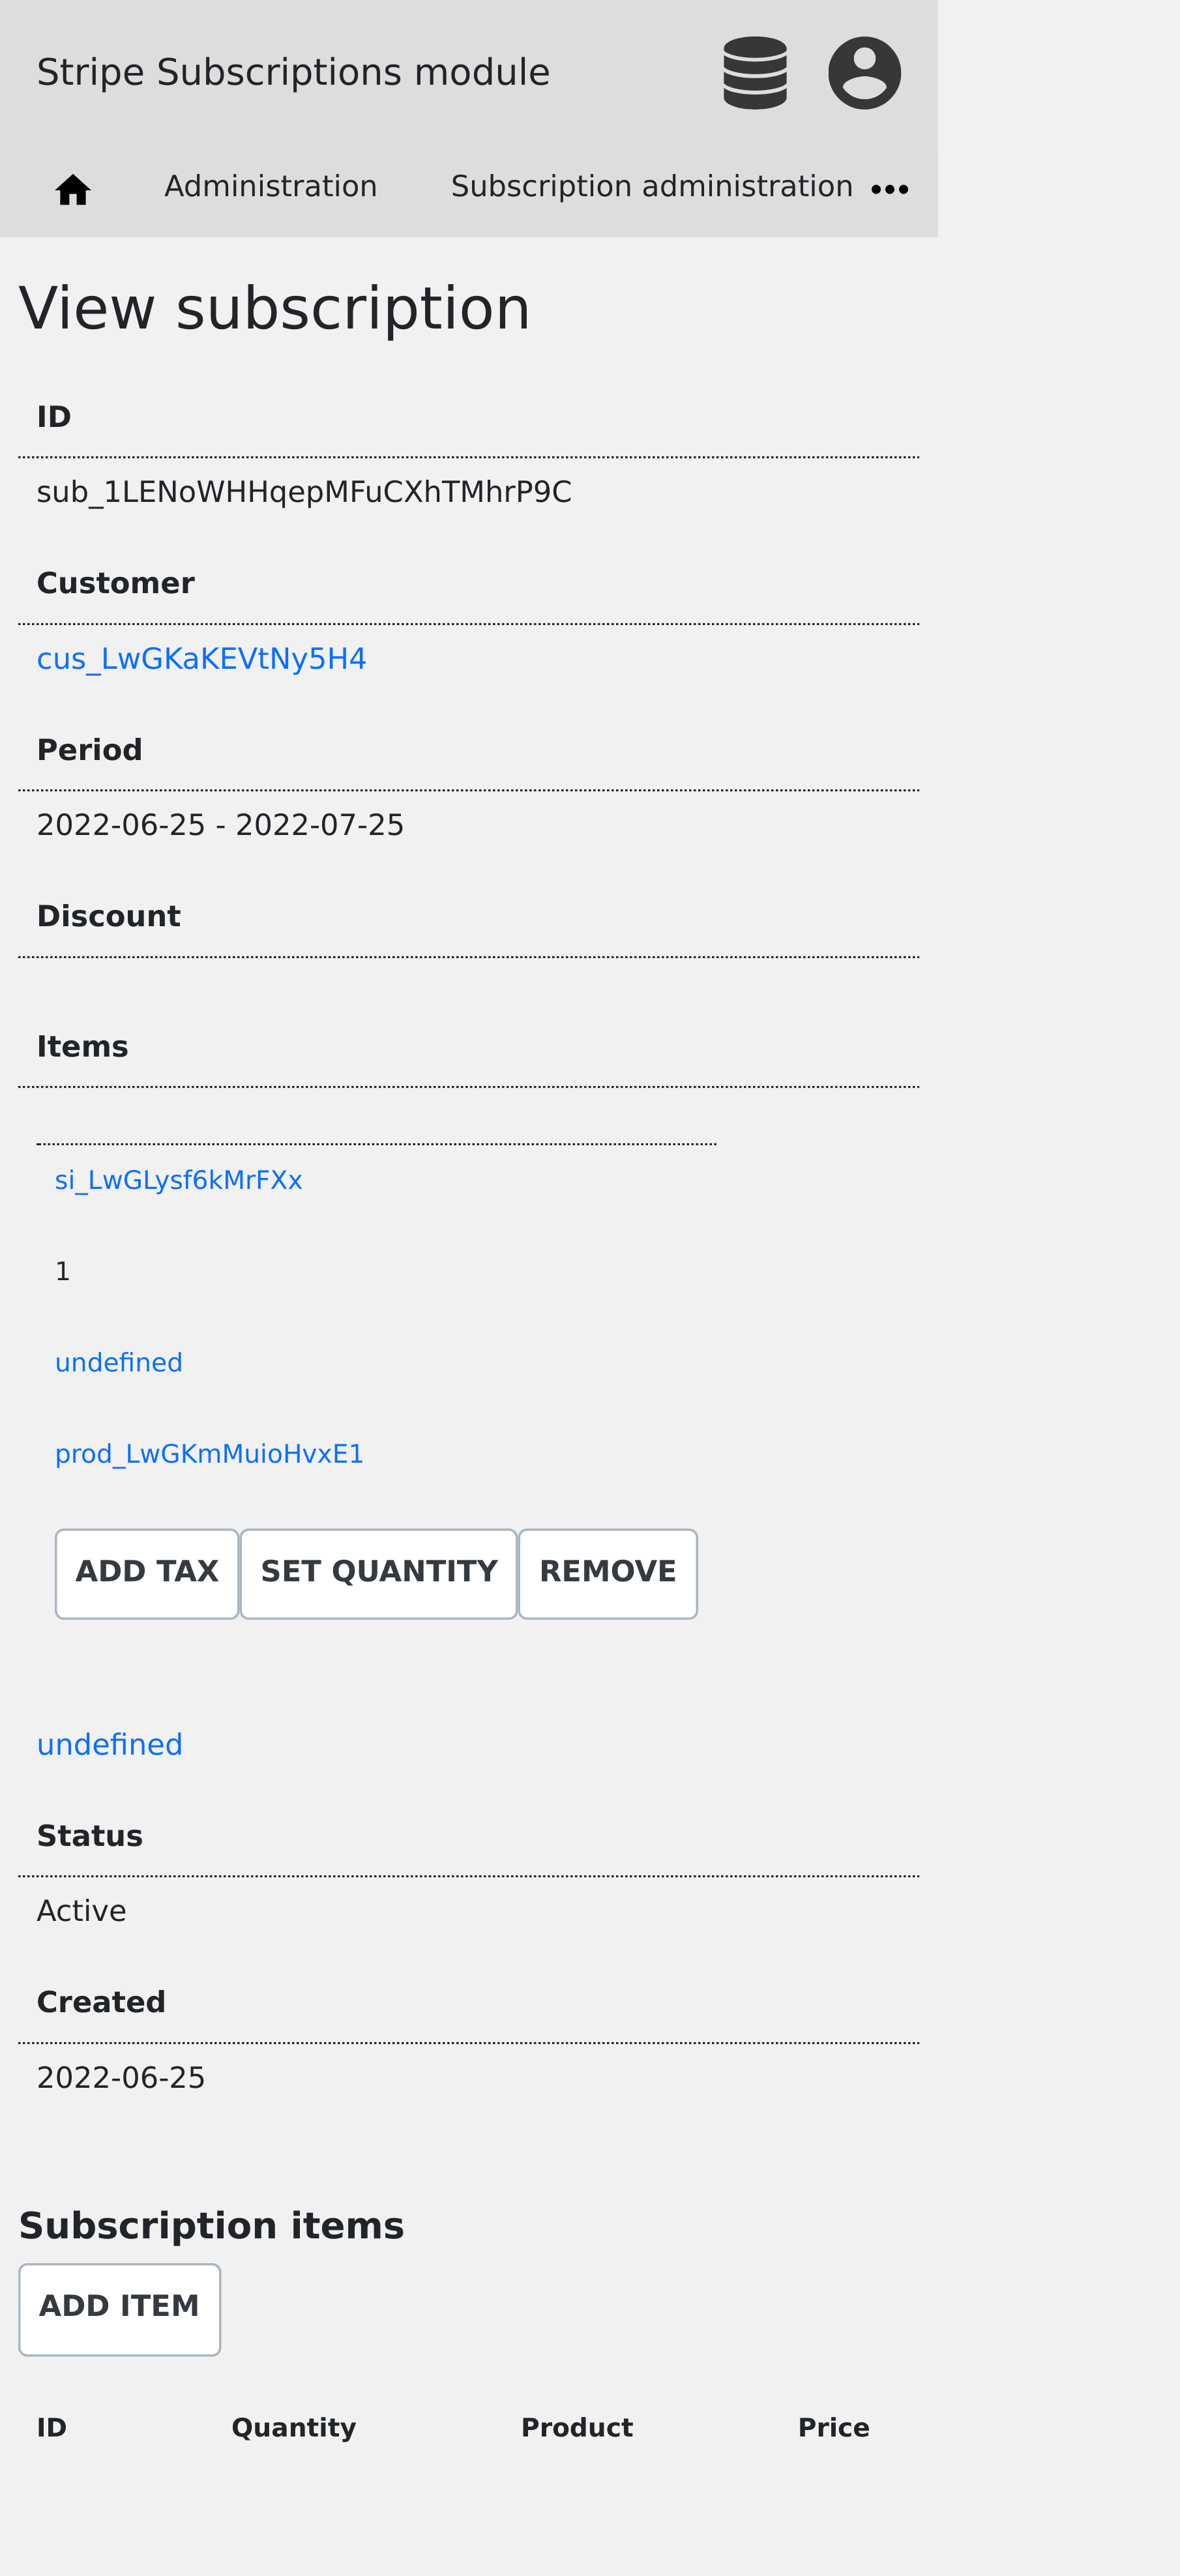 Stripe Subscriptions module
Administration Subscription administration
View subscription
ID
sub_1LENoWHHqepMFuCXhTMhrP9C
Customer
cus_LwGKaKEVtNy5H4
Period
2022-06-25 - 2022-07-25
Discount
Items
si_LwGLysf6kMrFXx
1
undefined
prod_LwGKmMuioHvxE1
ADD TAX SET QUANTITY REMOVE
undefined
Status
Active
Created
2022-06-25
Subscription items
ADD ITEM
ID Quantity Product Price